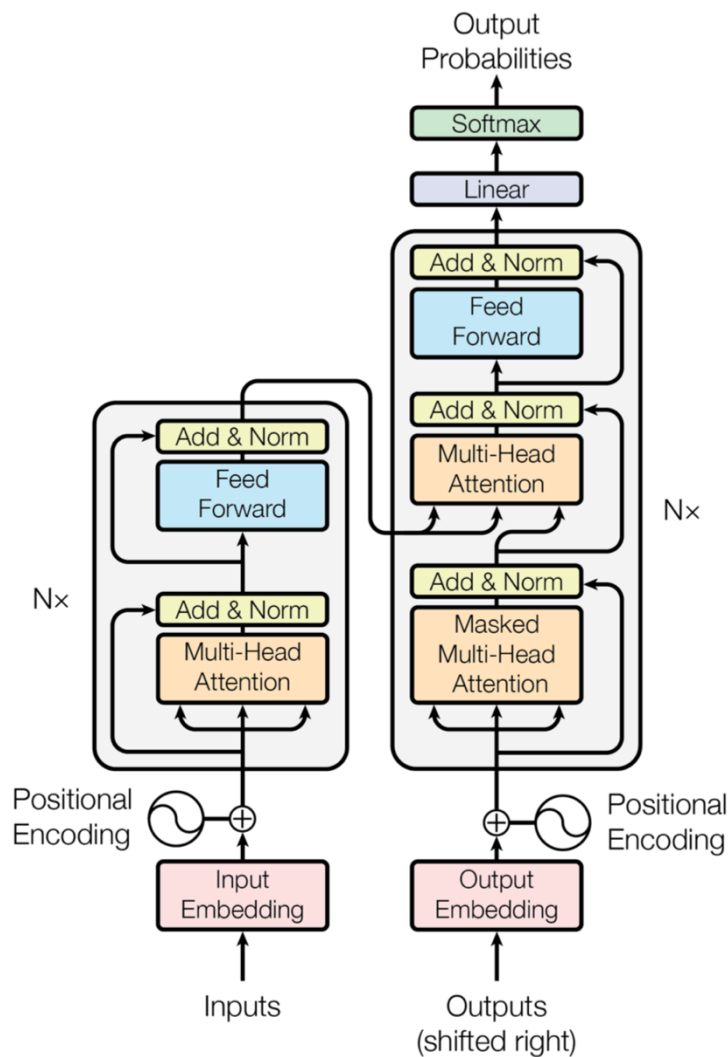 Output
Probabilities
Softmax
Linear
Add & Norm
Feed
Forward
Add & Norm
Multi-Head
Attention
Add & Norm
Masked
Multi-Head
Attention
N×
Add & Norm
Feed
Forward
Add & Norm
Multi-Head
Attention
N×
Positional
Encoding
Positional
Encoding
Input
Embedding
Output
Embedding
Inputs
Outputs
(shifted right)